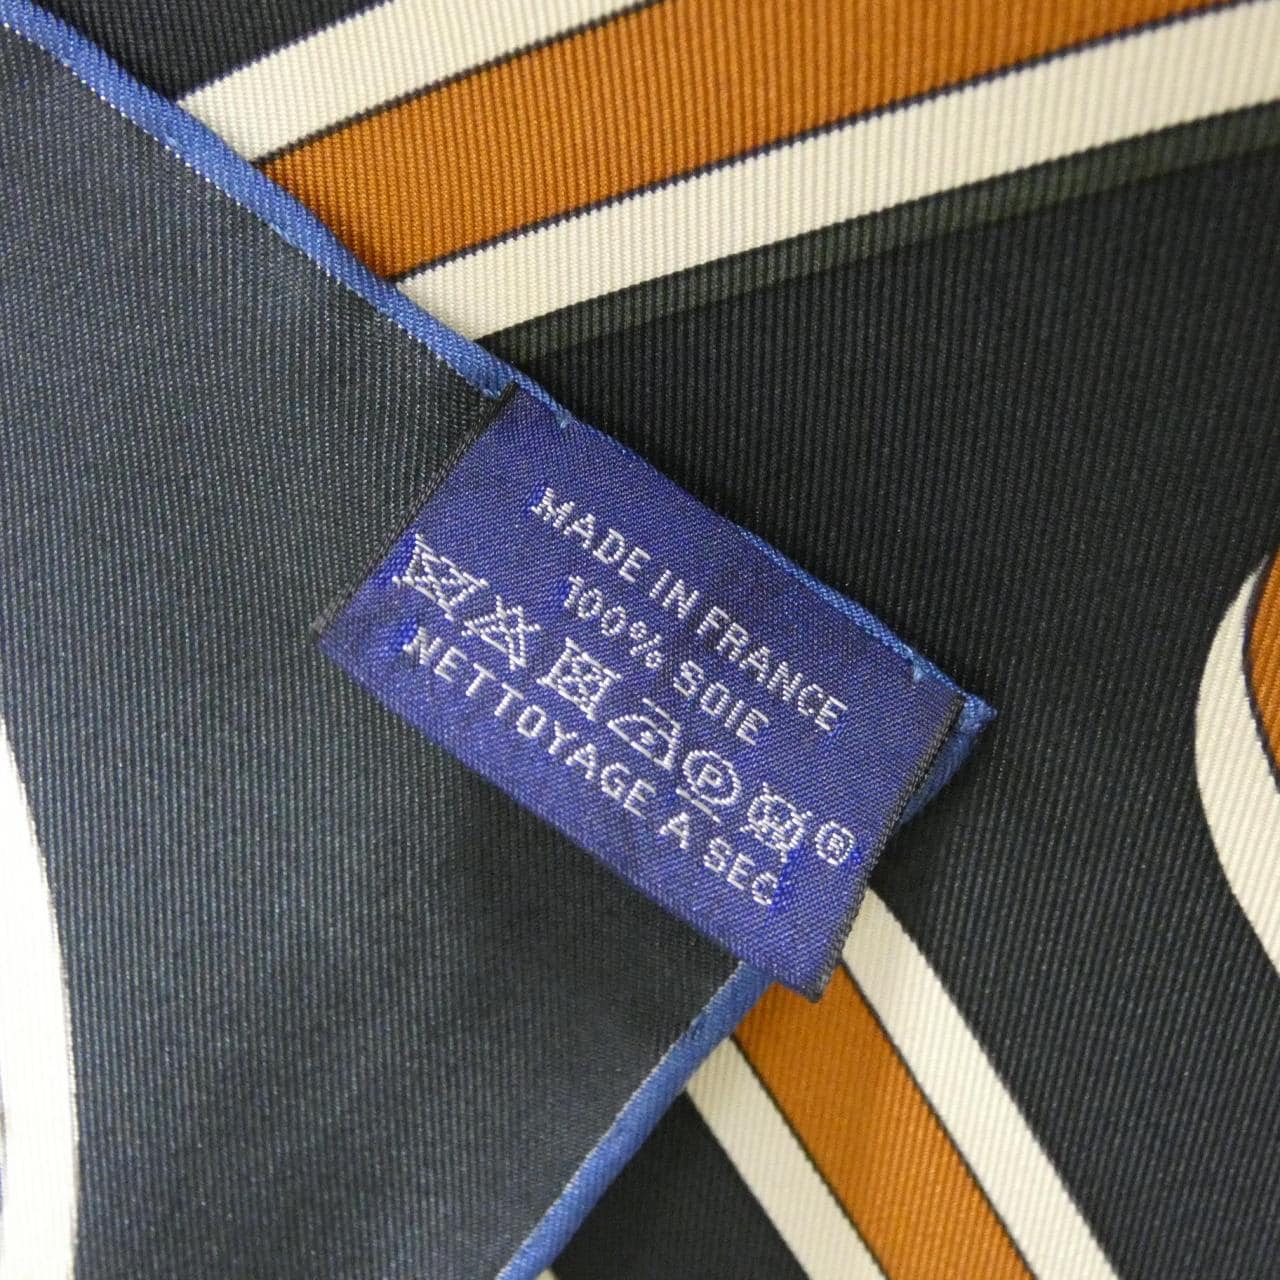 MADE IN FRANCE
100% SOIE
P ®
NETTOYAGE A SEC